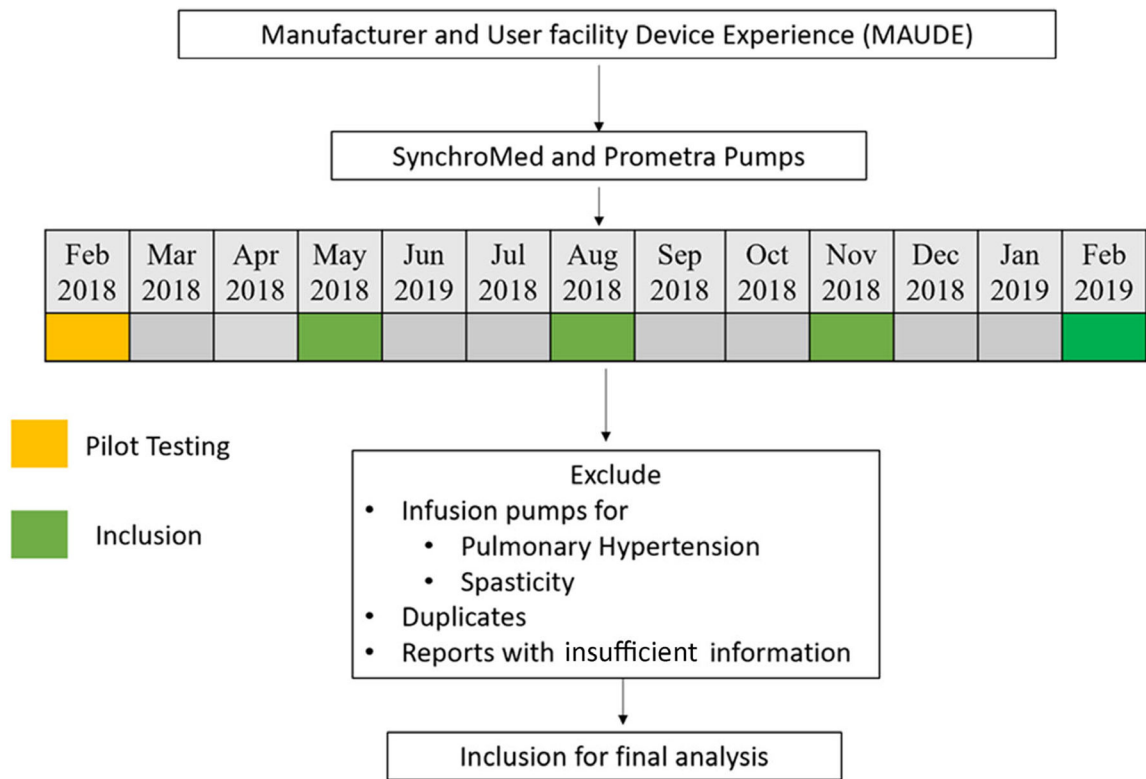 Manufacturer and User facility Device Experience (MAUDE)
SynchroMed and Prometra Pumps
Feb Mar Apr May Jun Jul Aug Sep Oct Nov Dec Jan Feb
2018 2018 2018 2018 2019 2018 2018 2018 2018 2018 2018 2019 2019
Pilot Testing
Inclusion
Exclude
• Infusion pumps for
• Pulmonary Hypertension
• Spasticity
• Duplicates
• Reports with insufficient information
Inclusion for final analysis